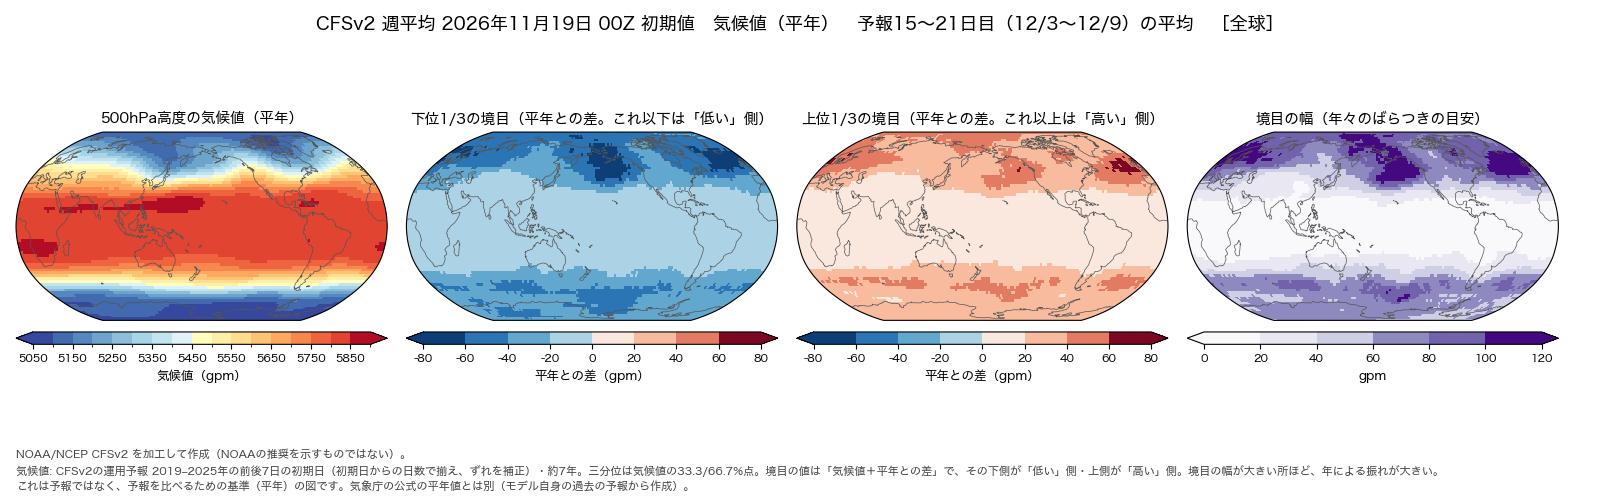 CFSv2 週平均 2026年11月19日 00Z 初期値　気候値（平年）　予報15～21日目（12/3～12/9）の平均　［全球］
500hPa高度の気候値（平年）
下位1/3の境目（平年との差。これ以下は「低い」側）
上位1/3の境目（平年との差。これ以上は「高い」側）
境目の幅（年々のばらつきの目安）
5050 5150 5250 5350 5450 5550 5650 5750 5850
-80 -60 -40 -20 0 20 40 60 80
-80 -60 -40 -20 0 20 40 60 80
0 20 40 60 80 100 120
気候値（gpm）
平年との差（gpm）
平年との差（gpm）
gpm
NOAA/NCEP CFSv2 を加工して作成（NOAAの推奨を示すものではない）。
気候値: CFSv2の運用予報 2019–2025年の前後7日の初期日（初期日からの日数で揃え、ずれを補正）・約7年。三分位は気候値の33.3/66.7%点。境目の値は「気候値＋平年との差」で、その下側が「低い」側・上側が「高い」側。境目の幅が大きい所ほど、年による振れが大きい。
これは予報ではなく、予報を比べるための基準（平年）の図です。気象庁の公式の平年値とは別（モデル自身の過去の予報から作成）。